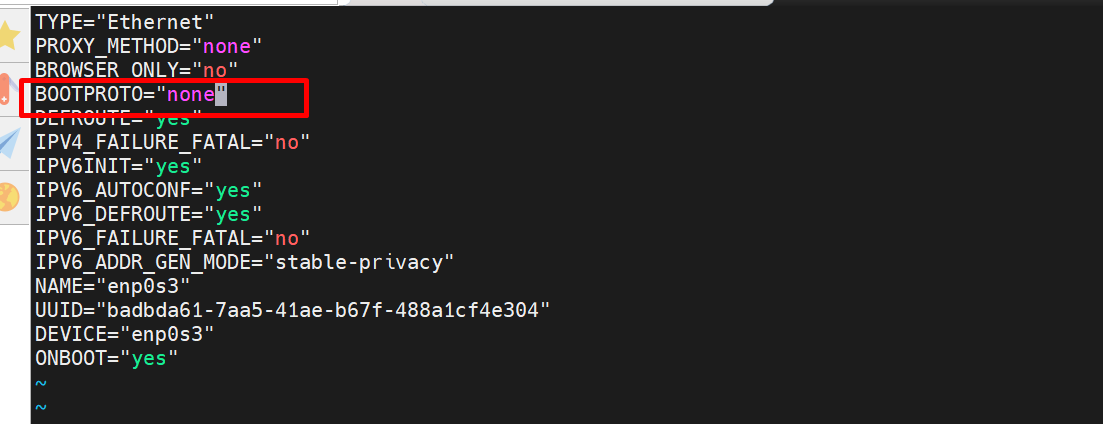 TYPE="Ethernet"
PROXY_METHOD="none"
BROWSER_ONLY="no"
BOOTPROTO="none"
DEFROUTE="yes"
IPV4_FAILURE_FATAL="no"
IPV6INIT="yes"
IPV6_AUTOCONF="yes"
IPV6_DEFROUTE="yes"
IPV6_FAILURE_FATAL="no"
IPV6_ADDR_GEN_MODE="stable-privacy"
NAME="enp0s3"
UUID="badbda61-7aa5-41ae-b67f-488a1cf4e304"
DEVICE="enp0s3"
ONBOOT="yes"
~
~